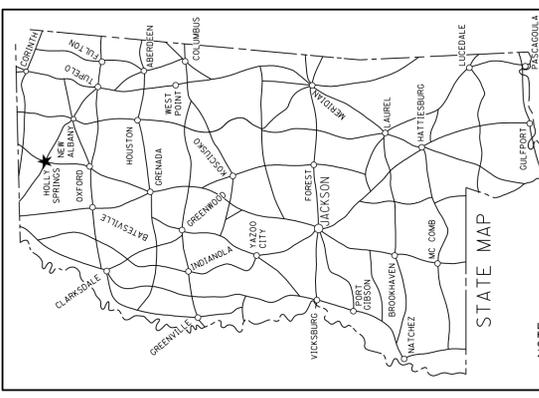 CORINTH
FULTON
TUPELO
ABERDEEN
COLUMBUS
WEST
POINT
NEW
ALBANY
HOLLY
SPRINGS
OXFORD
HOUSTON
GRENADA
KOSCIUSKO
BATESVILLE
GREENWOOD
CLARKSDALE
INDIANOLA
YAZOO
CITY
GREENVILLE
MERIDIAN
FOREST
JACKSON
VICKSBURG
PORT
GIBSON
LAUREL
HATTIESBURG
LUCEDALE
PASCAGOULA
GULFPORT
BROOKHAVEN
MC COMB
NATCHEZ
STATE MAP